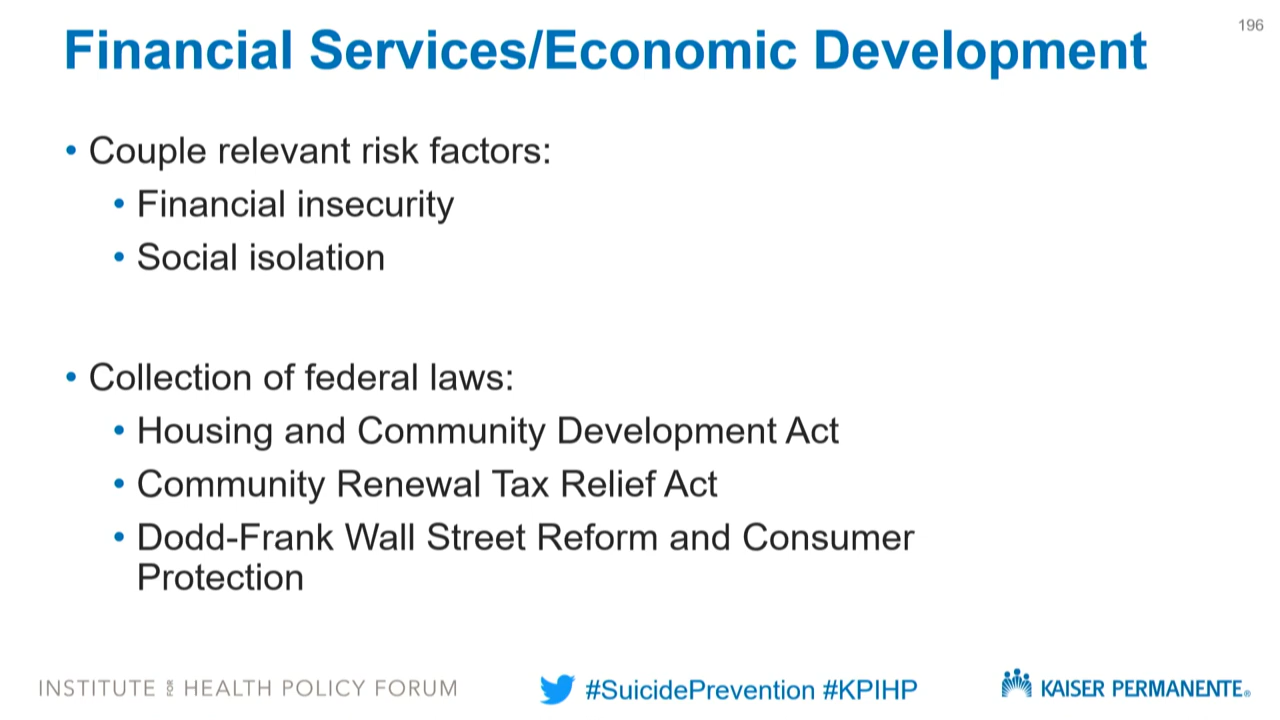 196
Financial Services/Economic Development
• Couple relevant risk factors:
• Financial insecurity
• Social isolation
• Collection of federal laws:
• Housing and Community Development Act
• Community Renewal Tax Relief Act
• Dodd-Frank Wall Street Reform and Consumer
Protection
INSTITUTE FOR HEALTH POLICY FORUM
#SuicidePrevention #KPIHP
KAISER PERMANENTE®